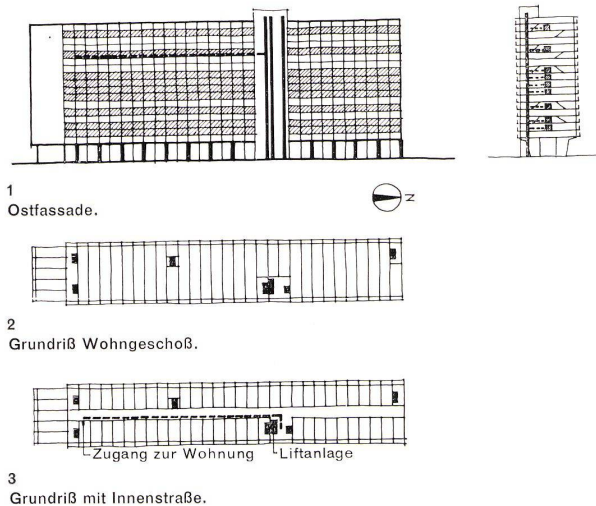 1
Ostfassade.
N
2
Grundriß Wohngeschoß.
Zugang zur Wohnung
Liftanlage
3
Grundriß mit Innenstraße.